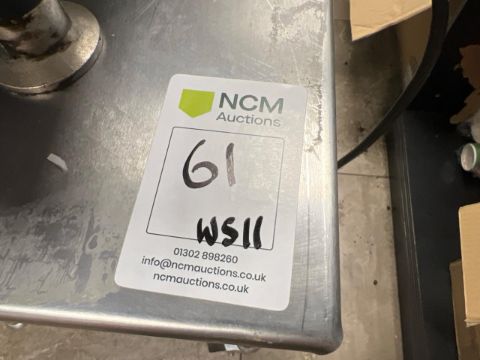 NCM
Auctions
61
WS11
01302 898260
info@ncmauctions.co.uk
ncmauctions.co.uk